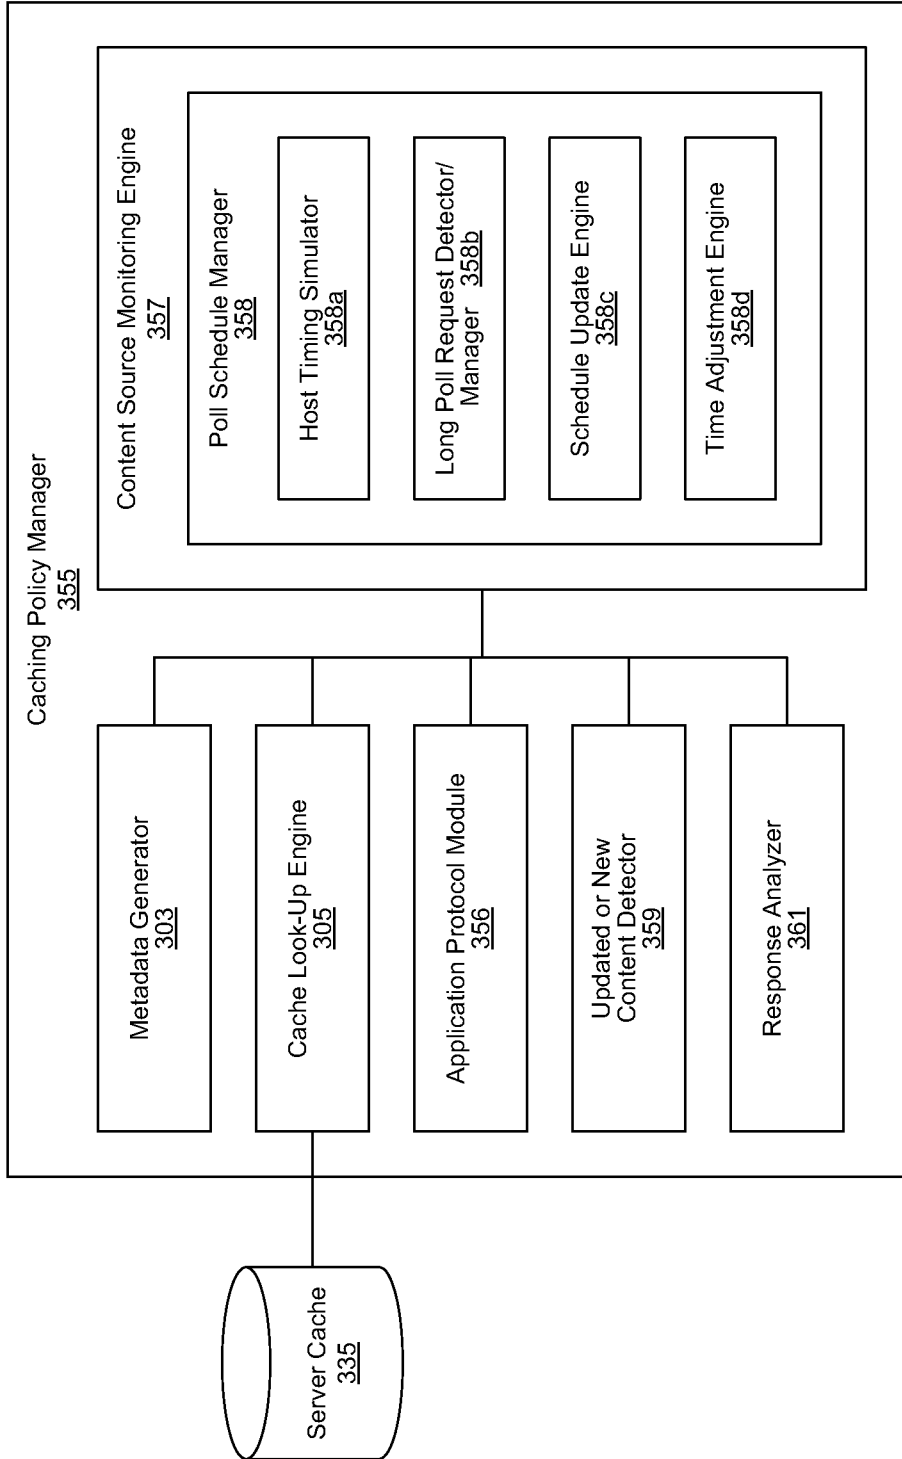 Caching Policy Manager
355
Server Cache
335
Metadata Generator
303
Cache Look-Up Engine
305
Application Protocol Module
356
Updated or New
Content Detector
359
Response Analyzer
361
Content Source Monitoring Engine
357
Poll Schedule Manager
358
Host Timing Simulator
358a
Long Poll Request Detector/
Manager 358b
Schedule Update Engine
358c
Time Adjustment Engine
358d